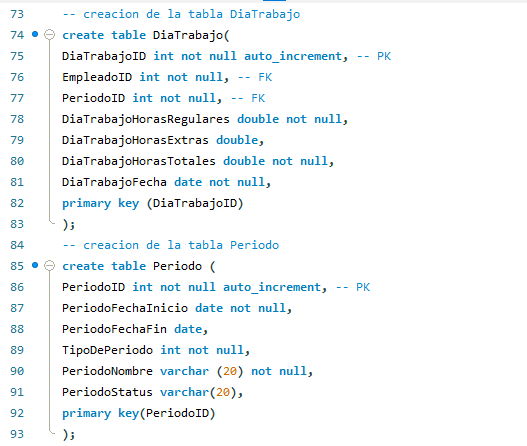 73 -- creacion de la tabla DiaTrabajo
74 create table DiaTrabajo(
75 DiaTrabajoID int not null auto_increment, -- PK
76 EmpleadoID int not null, -- FK
77 PeriodoID int not null, -- FK
78 DiaTrabajoHorasRegulares double not null,
79 DiaTrabajoHorasExtras double,
80 DiaTrabajoHorasTotales double not null,
81 DiaTrabajoFecha date not null,
82 primary key (DiaTrabajoID)
83 );
84 -- creacion de la tabla Periodo
85 create table Periodo (
86 PeriodoID int not null auto_increment, -- PK
87 PeriodoFechaInicio date not null,
88 PeriodoFechaFin date,
89 TipoDePeriodo int not null,
90 PeriodoNombre varchar (20) not null,
91 PeriodoStatus varchar(20),
92 primary key(PeriodoID)
93 );